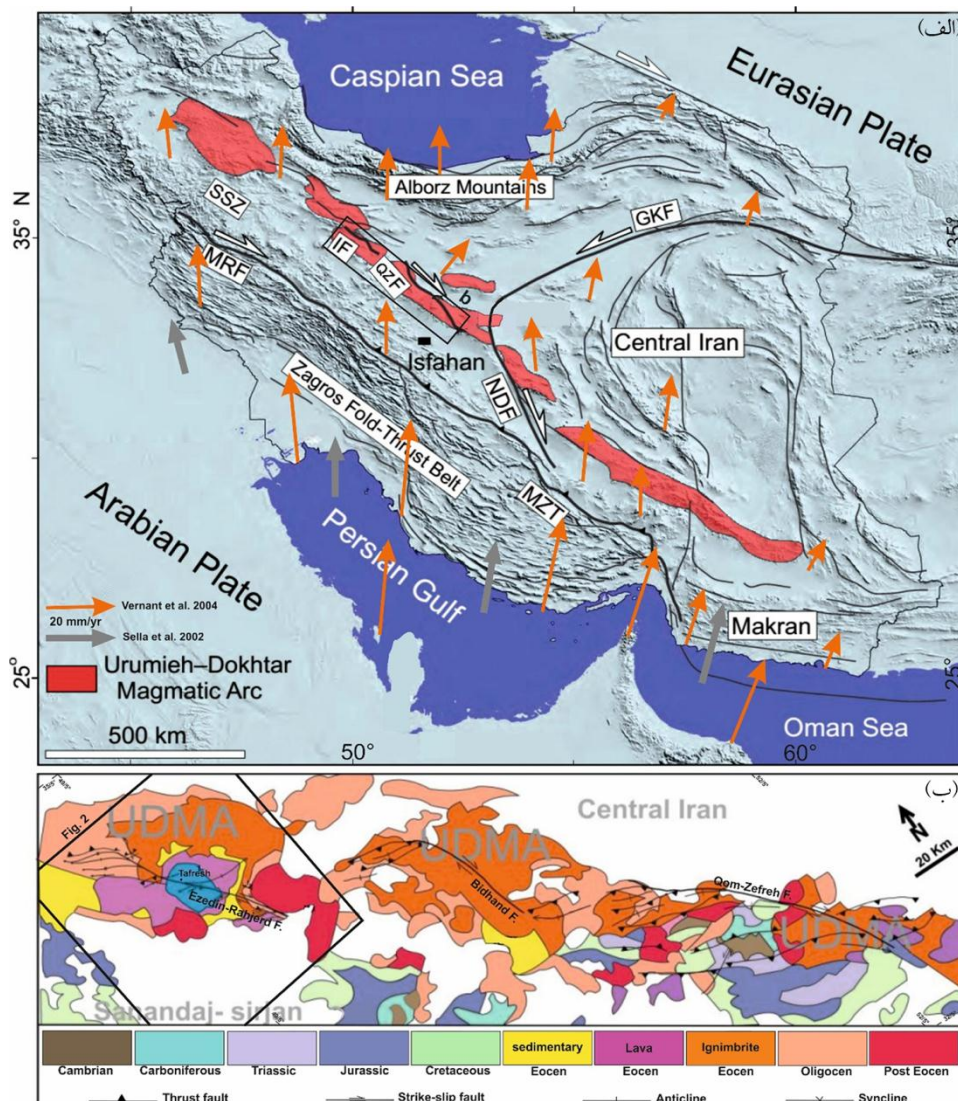 (الف)
Caspian Sea
Eurasian Plate
Alborz Mountains
SSZ
N
35°
35°
GKF
MRF
IF
QZF
b
Isfahan
Central Iran
NDF
Zagros Fold-Thrust Belt
MZT
Arabian Plate
Persian Gulf
Makran
Vernant et al. 2004
20 mm/yr
Sella et al. 2002
Urumieh–Dokhtar
Magmatic Arc
25°
25°
500 km
50°
60°
Oman Sea
(ب)
Central Iran
N
20 Km
Fig. 2
UDMA
UDMA
UDMA
Tafresh
Ezedin-Rahjerd F.
Bidhand F.
Qom-Zefreh F.
Sanandaj- sirjan
sedimentary
Lava
Ignimbrite
Cambrian
Carboniferous
Triassic
Jurassic
Cretaceous
Eocen
Eocen
Eocen
Oligocen
Post Eocen
Thrust fault
Strike-slip fault
Anticline
Syncline